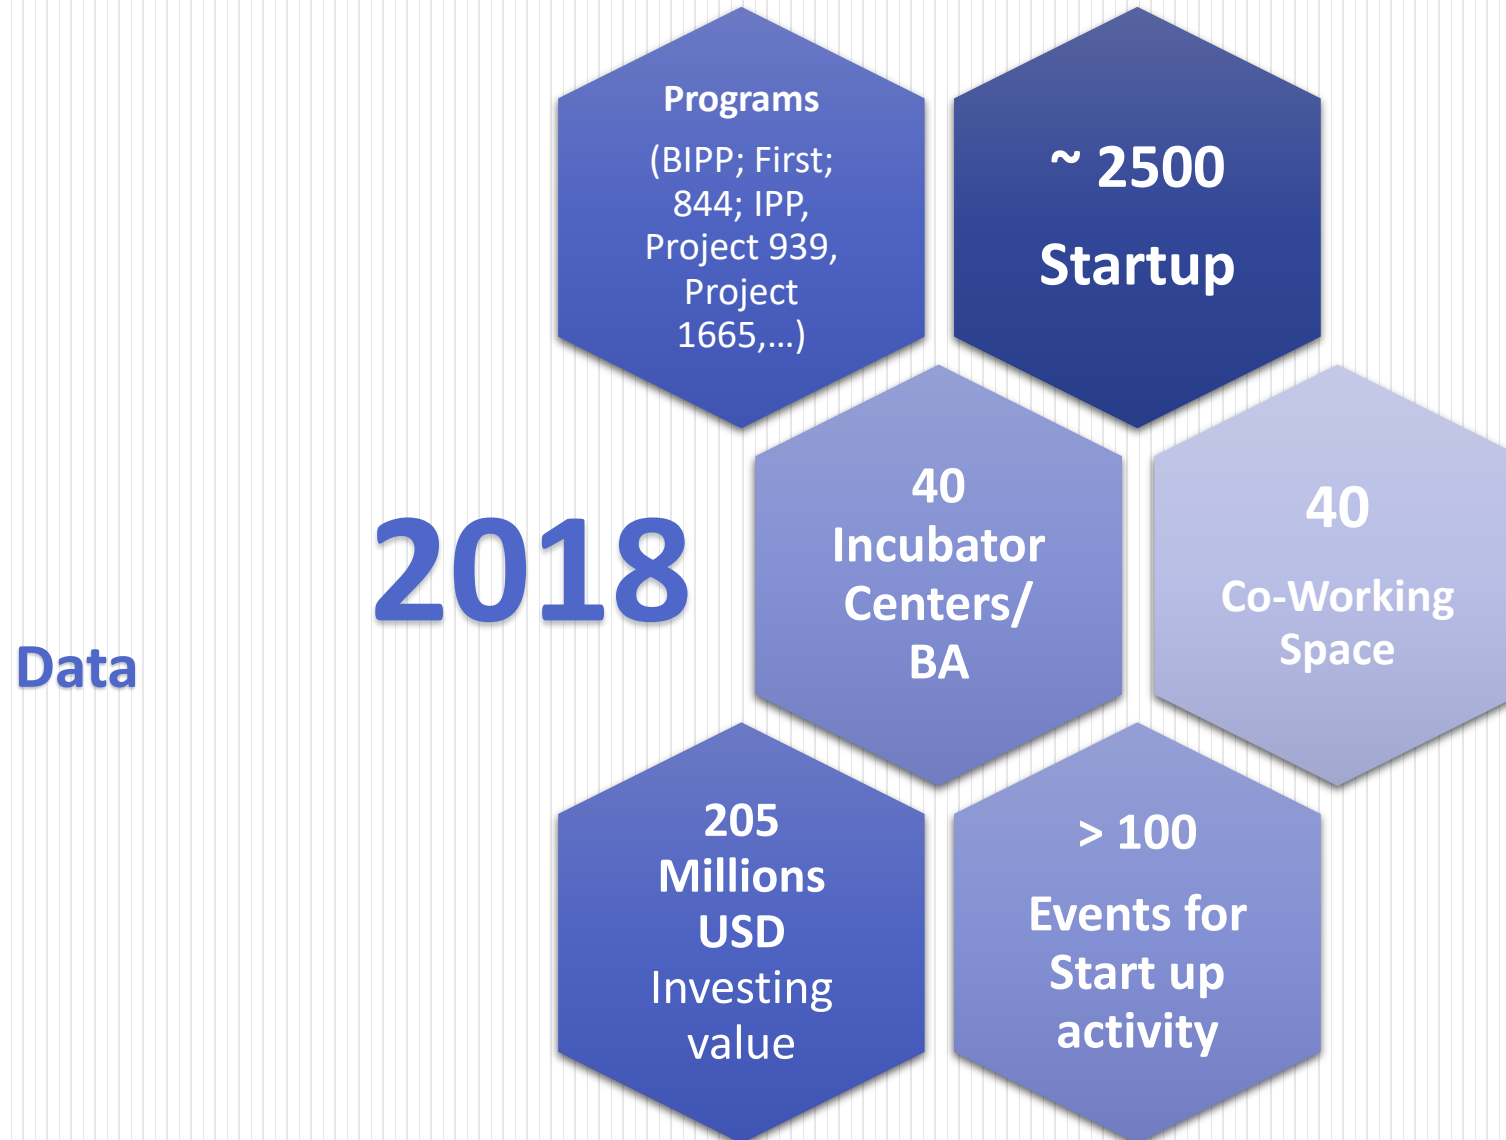 Programs
(BIPP; First;
844; IPP,
Project 939,
Project
1665,...)
~ 2500
Startup
2018
Data
40
Incubator
Centers/
BA
40
Co-Working
Space
205
Millions
USD
Investing
value
> 100
Events for
Start up
activity